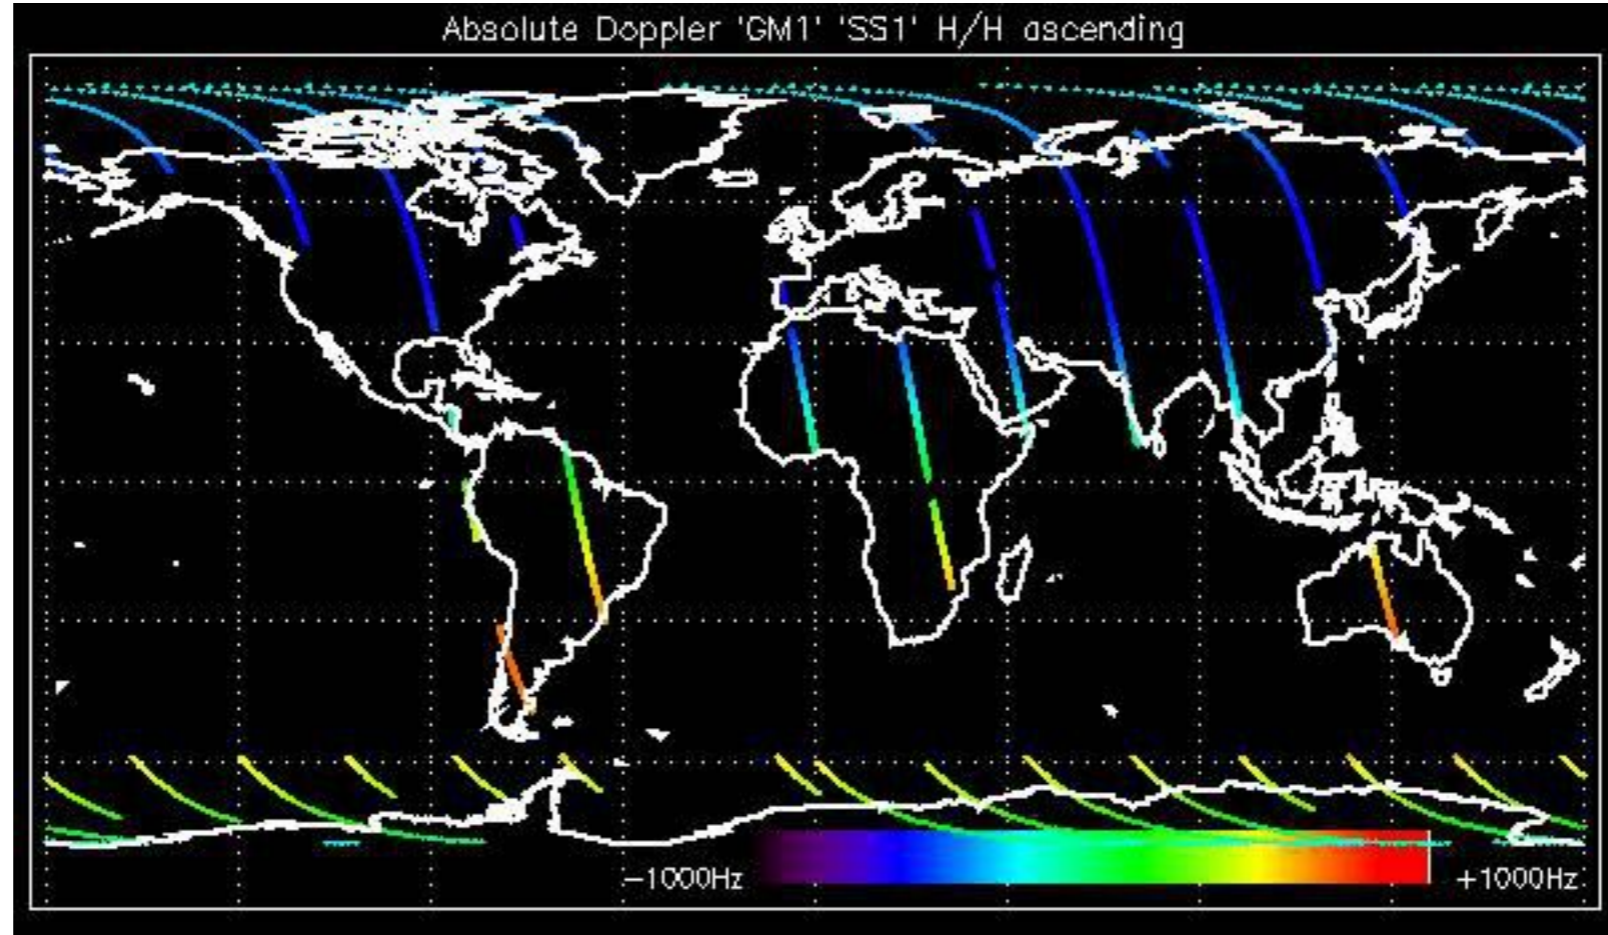 Absolute Doppler 'GM1' 'SS1' H/H ascending
−1000Hz
+1000Hz